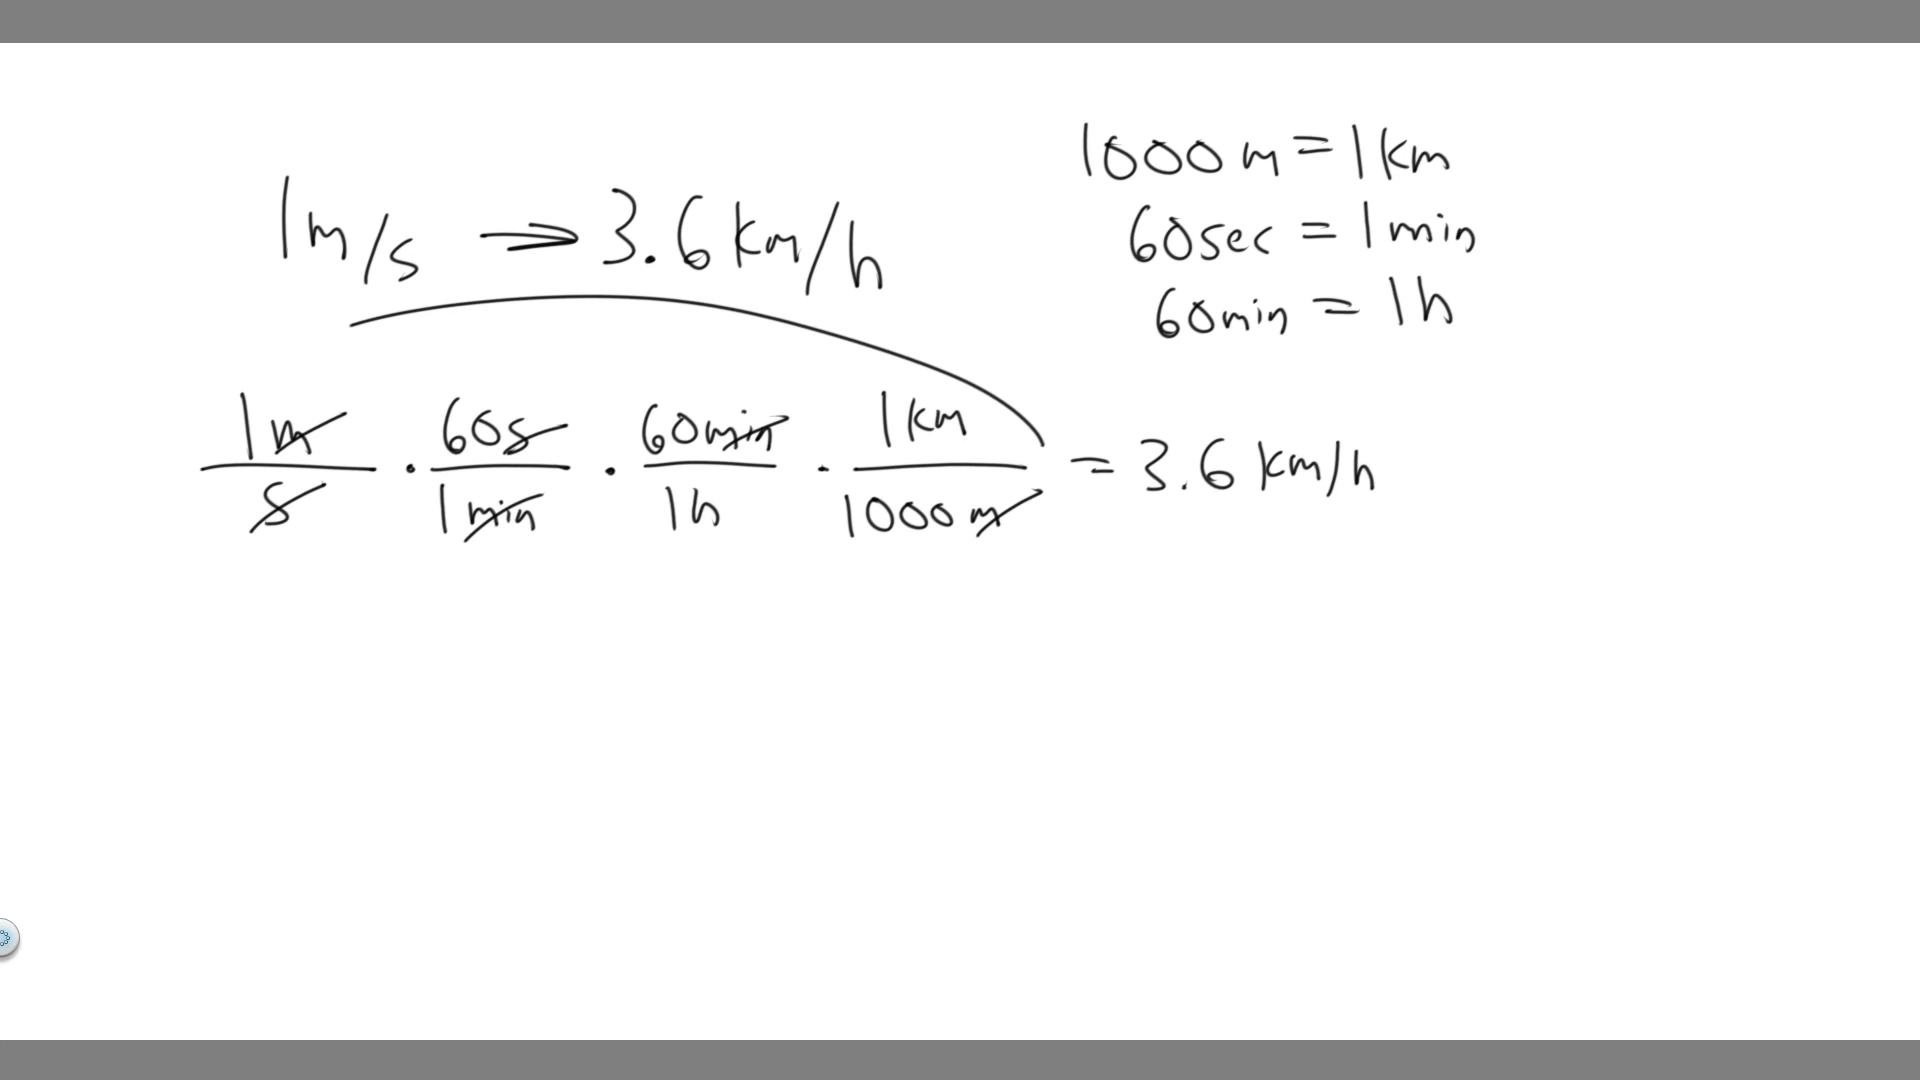 1m/s ⇒ 3.6 km/h
1000 m = 1 km
60 sec = 1 min
60 min = 1 h
1 m/s · 60 s/1 min · 60 min/1 h · 1 km/1000 m = 3.6 km/h